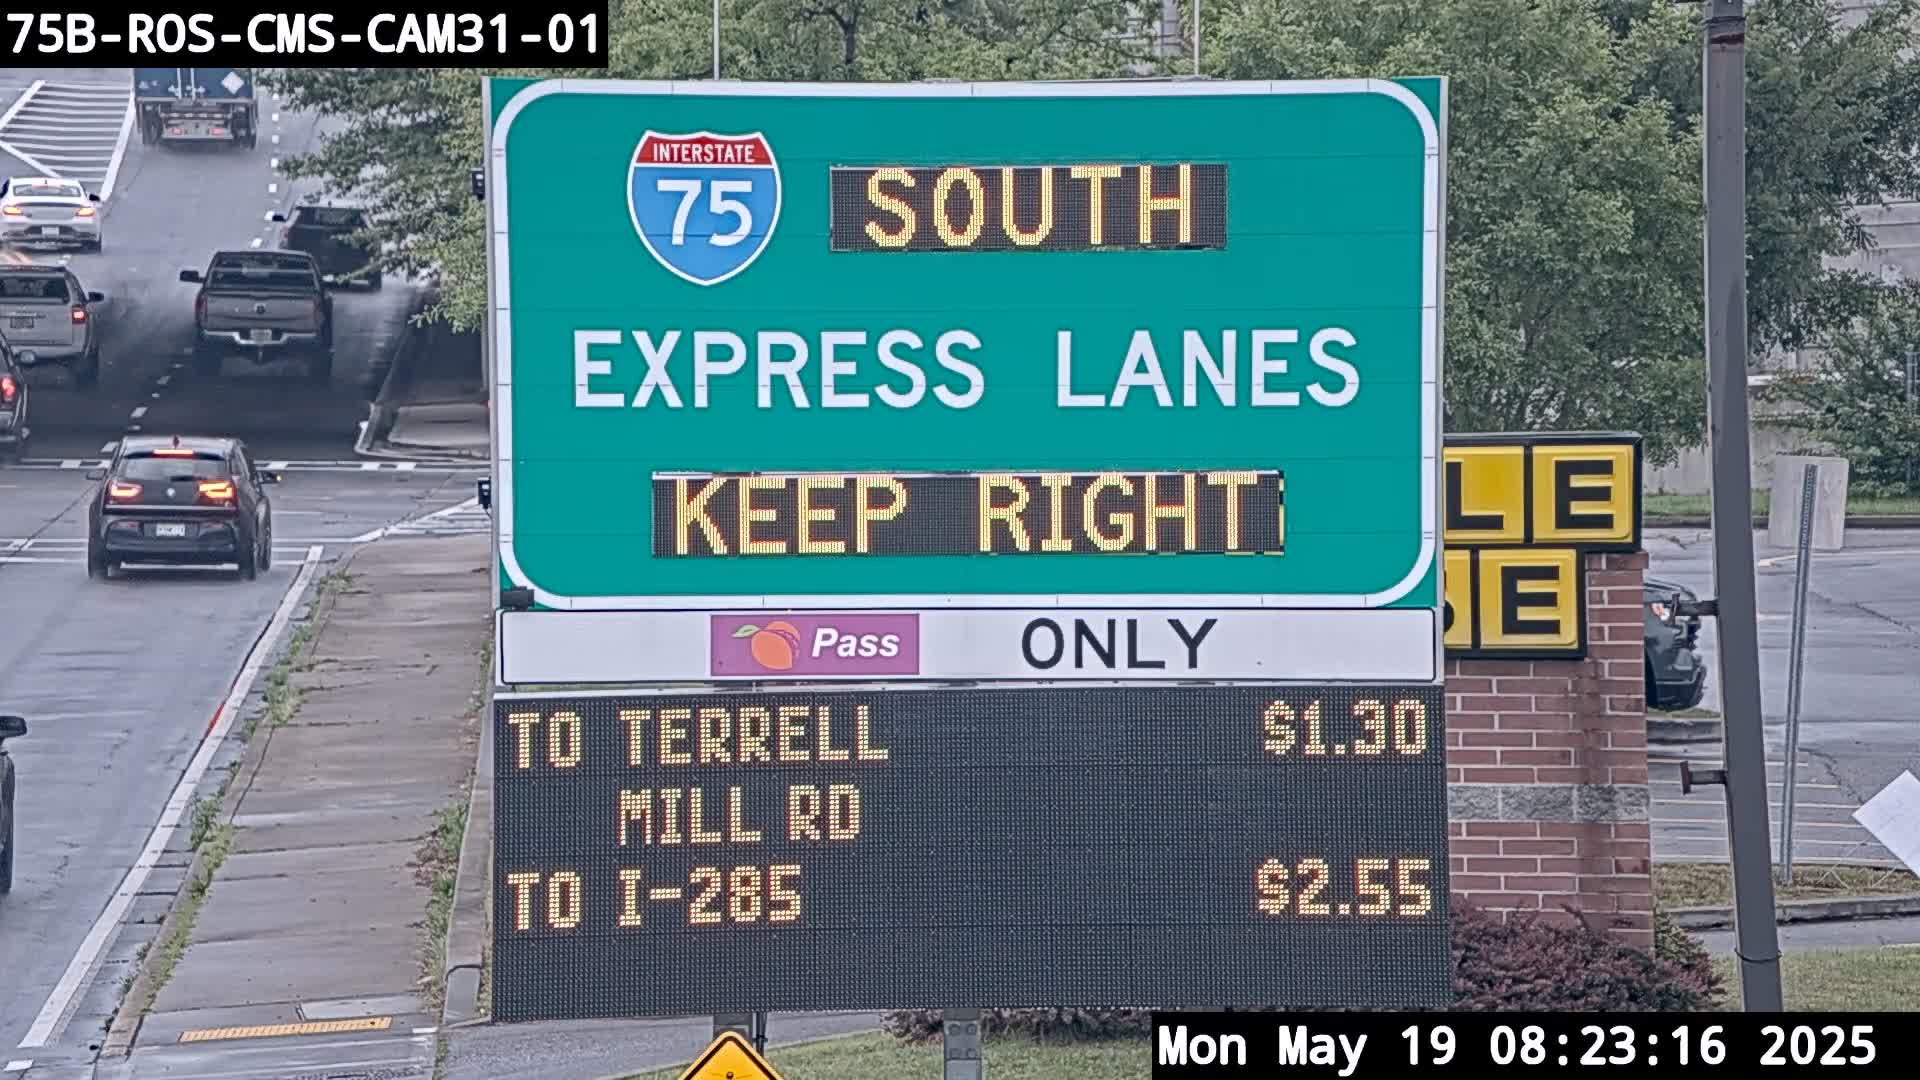 75B-ROS-CMS-CAM31-01
INTERSTATE
75
SOUTH
EXPRESS LANES
KEEP RIGHT
Pass ONLY
TO TERRELL $1.30
MILL RD
TO I-285 $2.55
LE
E
Mon May 19 08:23:16 2025